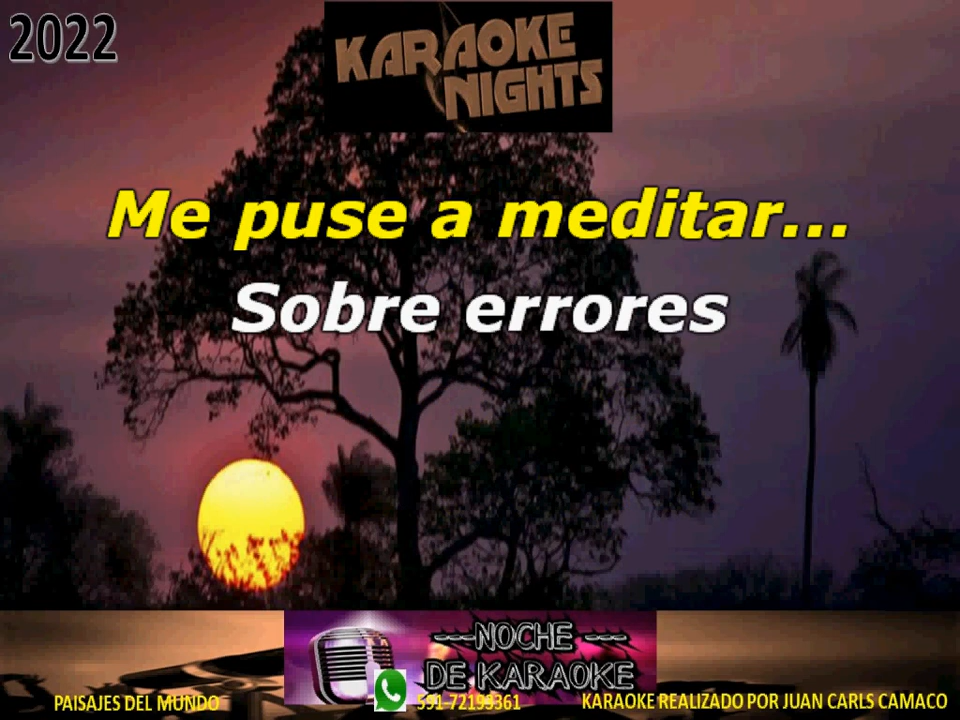 2022
KARAOKE
NIGHTS
Me puse a meditar...
Sobre errores
---NOCHE ---
DE KARAOKE
PAISAJES DEL MUNDO
591-72199361
KARAOKE REALIZADO POR JUAN CARLS CAMACO